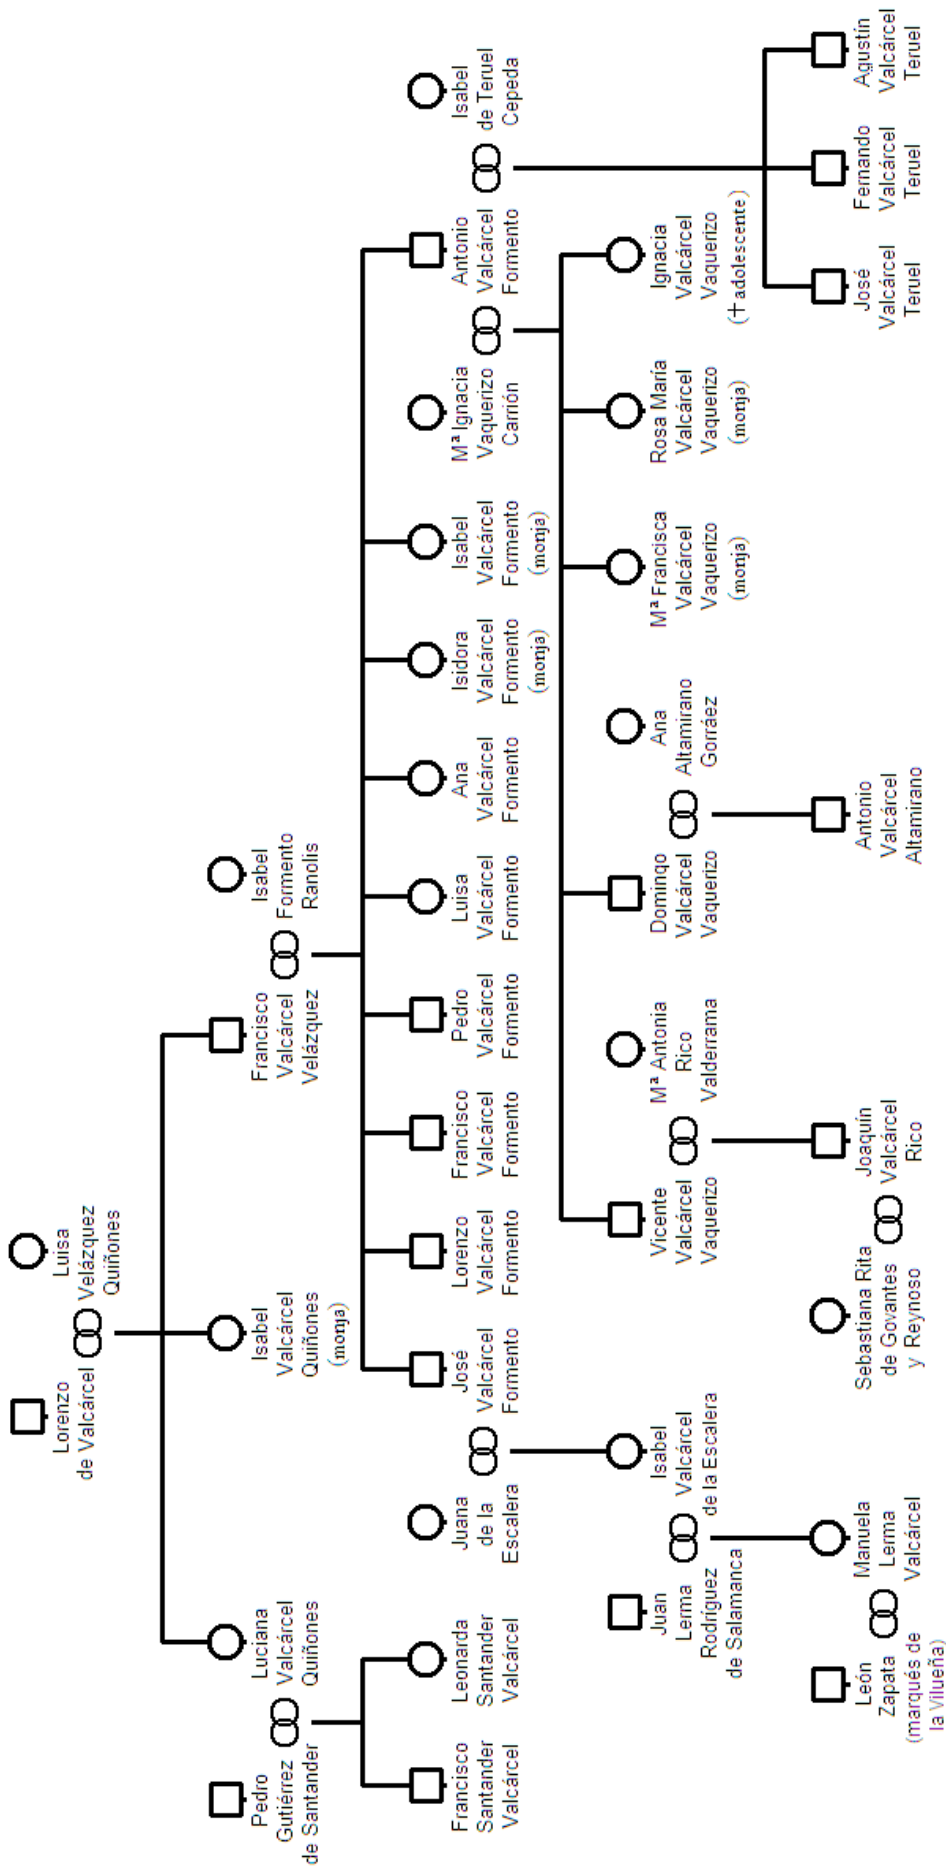 Lorenzo
de Valcárcel
Luisa
Velázquez
Quiñones
Pedro
Gutiérrez
de Santander
Luciana
Valcárcel
Quiñones
Isabel
Valcárcel
Quiñones
(monja)
Francisco
Valcárcel
Velázquez
Isabel
Formento
Ranolis
Francisco
Santander
Valcárcel
Leonarda
Santander
Valcárcel
Juana
de la
Escalera
José
Valcárcel
Formento
Lorenzo
Valcárcel
Formento
Francisco
Valcárcel
Formento
Pedro
Valcárcel
Formento
Luisa
Valcárcel
Formento
Ana
Valcárcel
Formento
Isidora
Valcárcel
Formento
(monja)
Isabel
Valcárcel
Formento
(monja)
Mª Ignacia
Vaquerizo
Carrión
Antonio
Valcárcel
Formento
Isabel
de Teruel
Cepeda
Juan
Lerma
Rodríguez
de Salamanca
Isabel
Valcárcel
de la Escalera
Vicente
Valcárcel
Vaquerizo
Mª Antonia
Rico
Valderrama
Domingo
Valcárcel
Vaquerizo
Ana
Altamirano
Gorráez
Mª Francisca
Valcárcel
Vaquerizo
(monja)
Rosa María
Valcárcel
Vaquerizo
(monja)
Ignacia
Valcárcel
Vaquerizo
(✝adolescente)
León
Zapata
(marqués de
la Vilueña)
Manuela
Lerma
Valcárcel
Sebastiana Rita
de Govantes
y Reynoso
Joaquín
Valcárcel
Rico
Antonio
Valcárcel
Altamirano
José
Valcárcel
Teruel
Fernando
Valcárcel
Teruel
Agustín
Valcárcel
Teruel